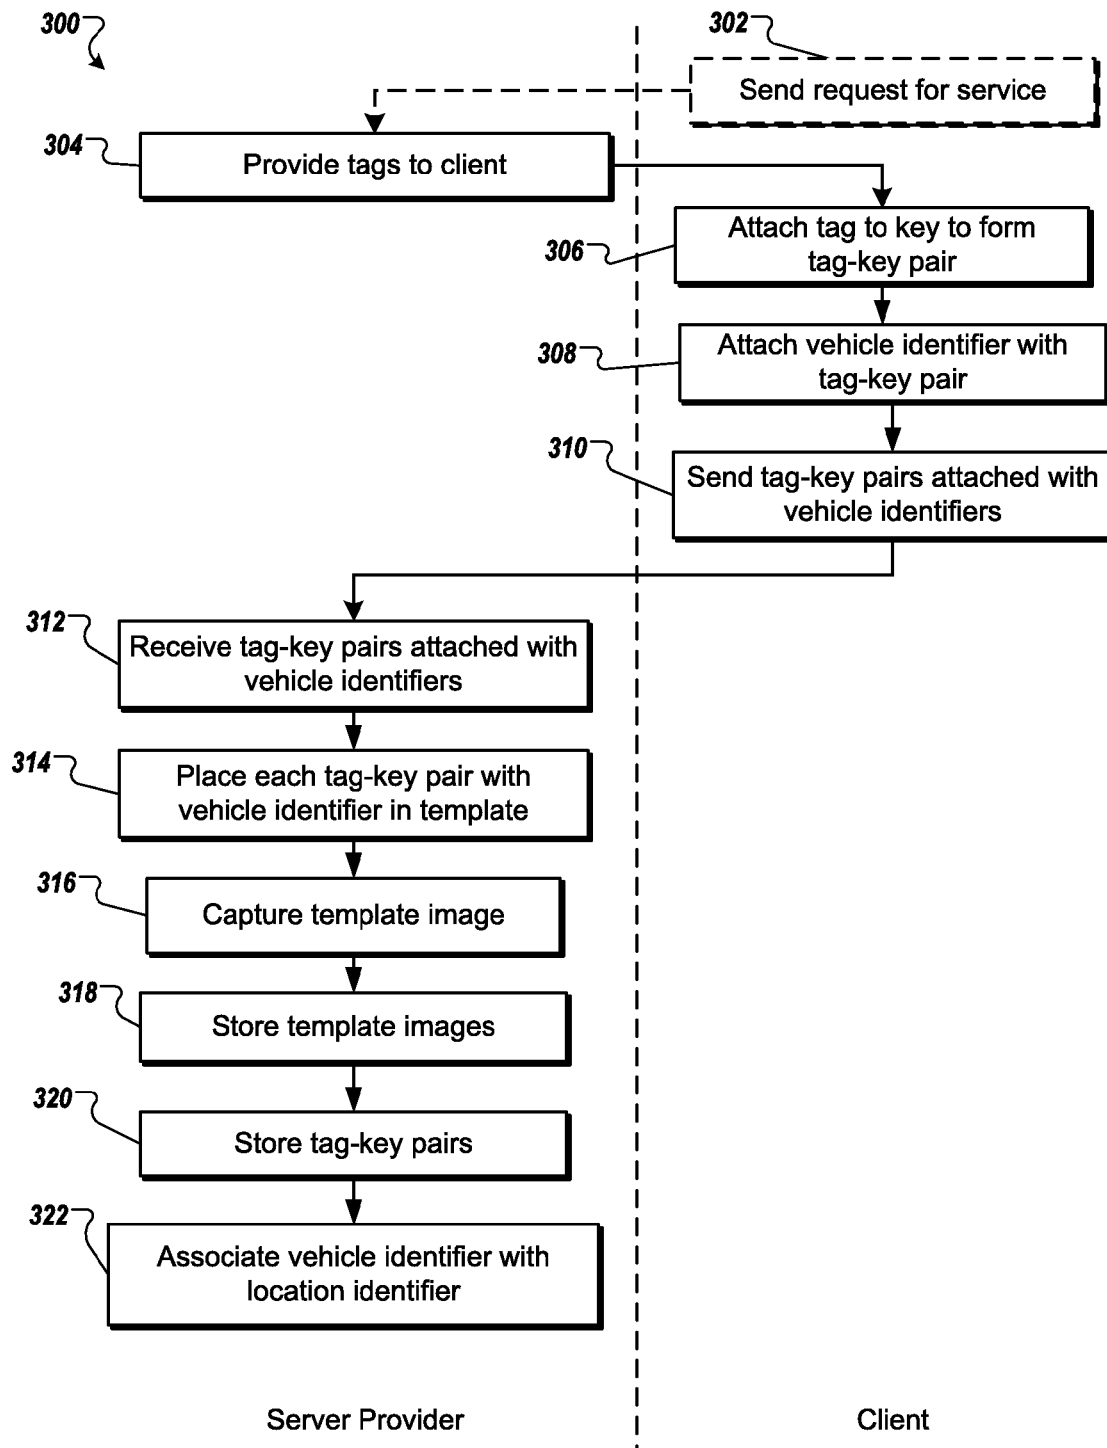 300
302
Send request for service
304
Provide tags to client
306
Attach tag to key to form
tag-key pair
308
Attach vehicle identifier with
tag-key pair
310
Send tag-key pairs attached with
vehicle identifiers
312
Receive tag-key pairs attached with
vehicle identifiers
314
Place each tag-key pair with
vehicle identifier in template
316
Capture template image
318
Store template images
320
Store tag-key pairs
322
Associate vehicle identifier with
location identifier
Server Provider
Client